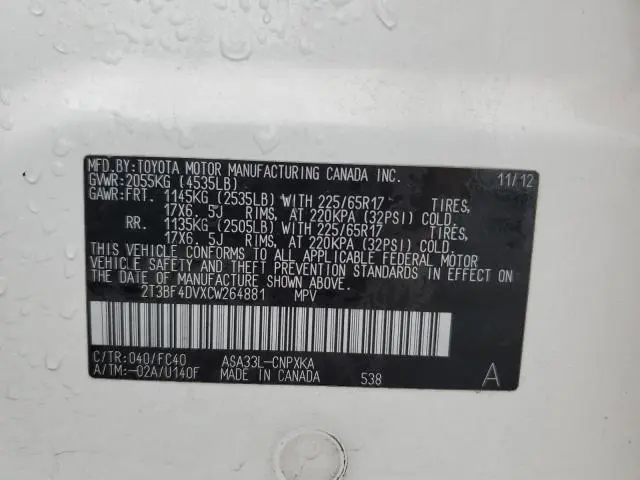 MFD.BY:TOYOTA MOTOR MANUFACTURING CANADA INC. 11/12
GVWR:2055KG (4535LB)
GAWR:FRT. 1145KG (2535LB) WITH 225/65R17 TIRES,
17X6.5J RIMS, AT 220KPA (32PSI) COLD.
RR. 1135KG (2505LB) WITH 225/65R17 TIRES,
17X6.5J RIMS, AT 220KPA (32PSI) COLD.
THIS VEHICLE CONFORMS TO ALL APPLICABLE FEDERAL MOTOR
VEHICLE SAFETY AND THEFT PREVENTION STANDARDS IN EFFECT
ON THE DATE OF MANUFACTURE SHOWN ABOVE.
2T3BF4DVXCW264881 MPV
C/TR:040/FC40 ASA33L-CNPXKA
A/TM:-02A/U140F MADE IN CANADA 538 A